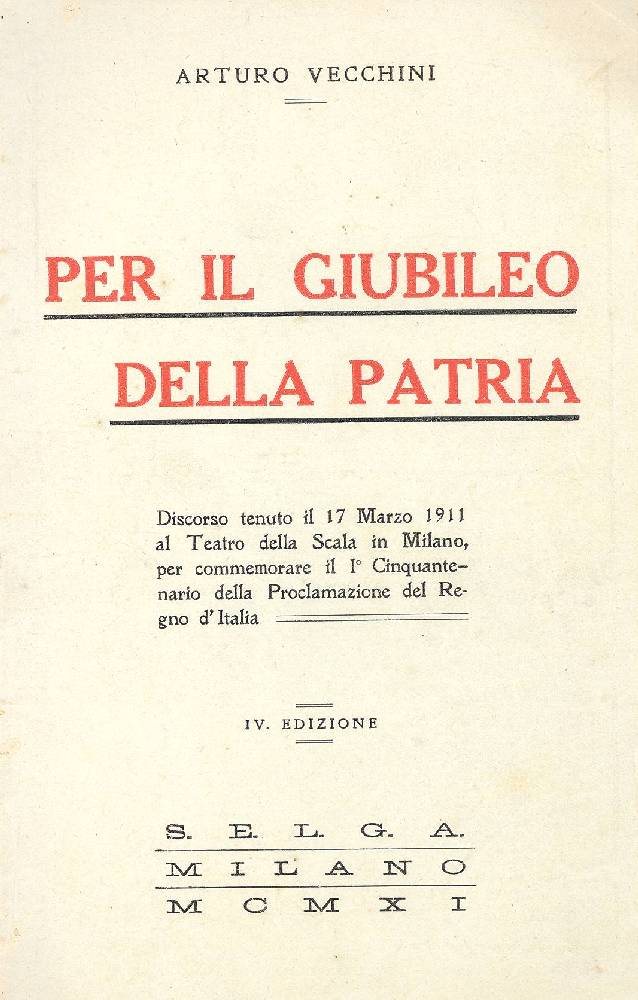 ARTURO VECCHINI
PER IL GIUBILEO
DELLA PATRIA
Discorso tenuto il 17 Marzo 1911
al Teatro della Scala in Milano,
per commemorare il I° Cinquante-
nario della Proclamazione del Re-
gno d'Italia
IV. EDIZIONE
S. E. L. G. A.
MILANO
MCMXI